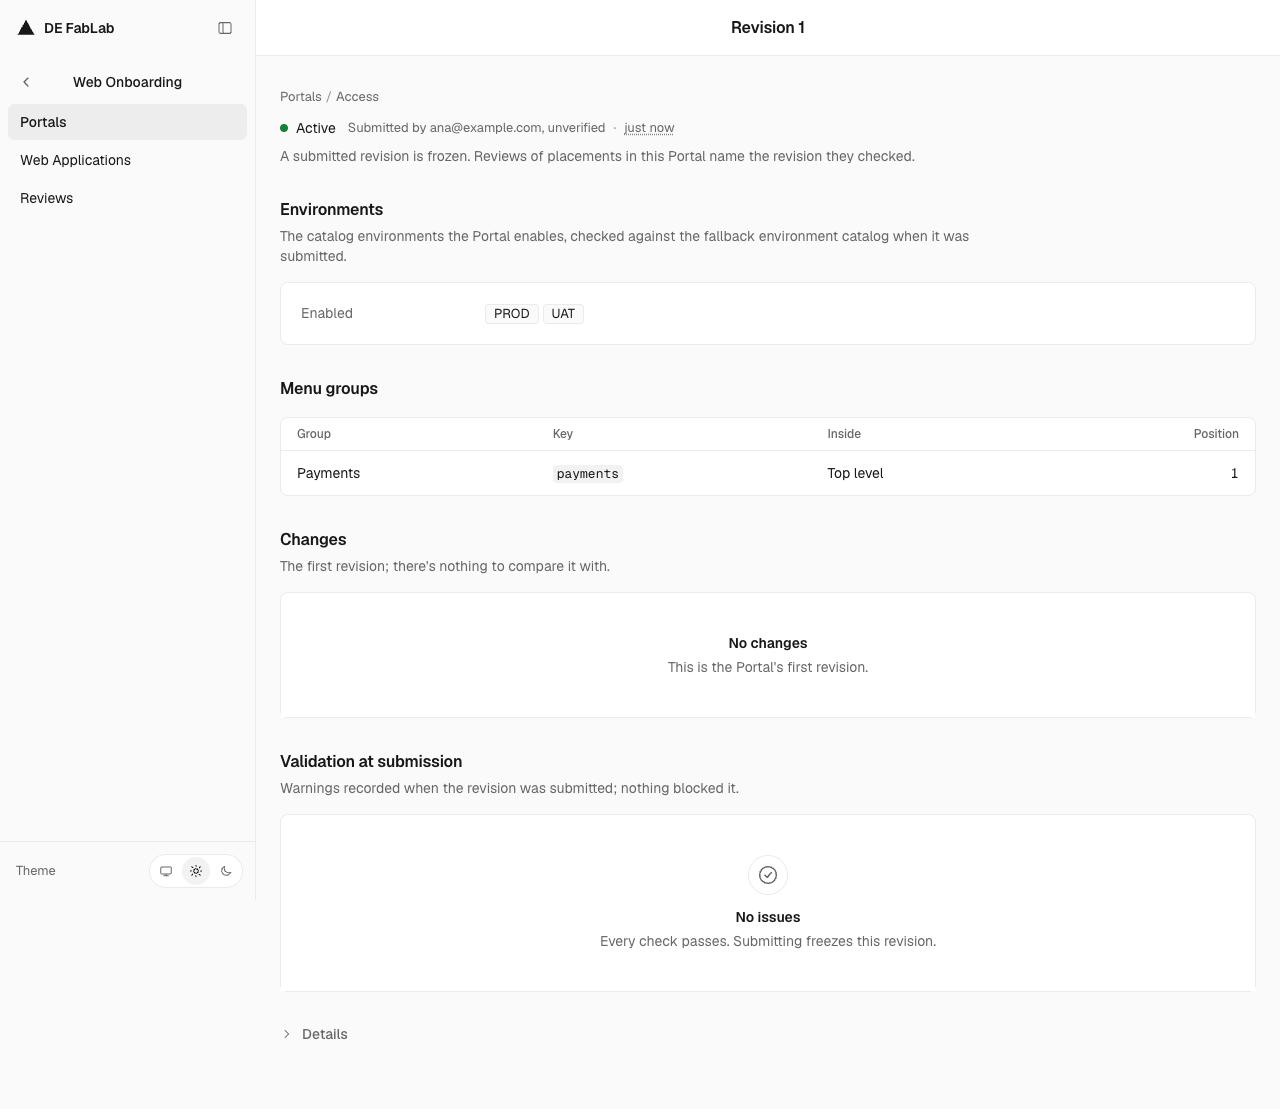 DE FabLab
Revision 1
Web Onboarding
Portals
Web Applications
Reviews
Portals / Access
Active Submitted by ana@example.com, unverified · just now
A submitted revision is frozen. Reviews of placements in this Portal name the revision they checked.
Environments
The catalog environments the Portal enables, checked against the fallback environment catalog when it was
submitted.
Enabled PROD UAT
Menu groups
Group Key Inside Position
Payments payments Top level 1
Changes
The first revision; there's nothing to compare it with.
No changes
This is the Portal's first revision.
Validation at submission
Warnings recorded when the revision was submitted; nothing blocked it.
No issues
Every check passes. Submitting freezes this revision.
Details
Theme